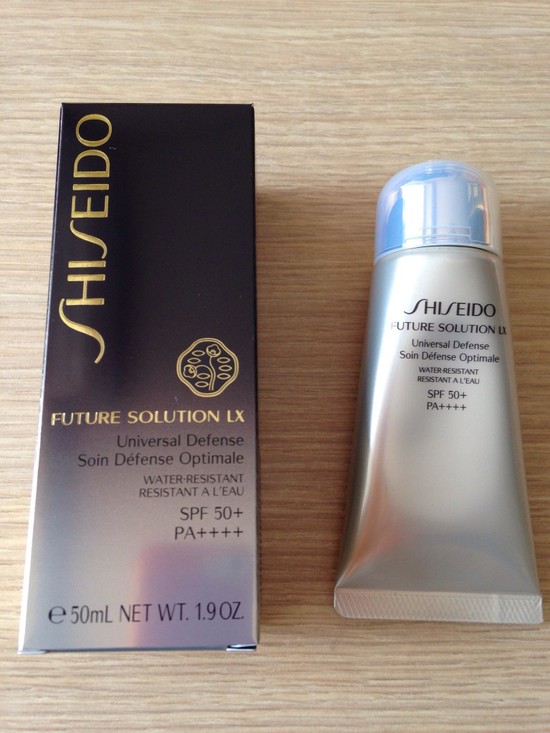 SHISEIDO
FUTURE SOLUTION LX
Universal Defense
Soin Défense Optimale
WATER-RESISTANT
RESISTANT A L'EAU
SPF 50+
PA++++
℮ 50mL NET WT. 1.9 OZ.
SHISEIDO
FUTURE SOLUTION LX
Universal Defense
Soin Défense Optimale
WATER-RESISTANT
RESISTANT A L'EAU
SPF 50+
PA++++